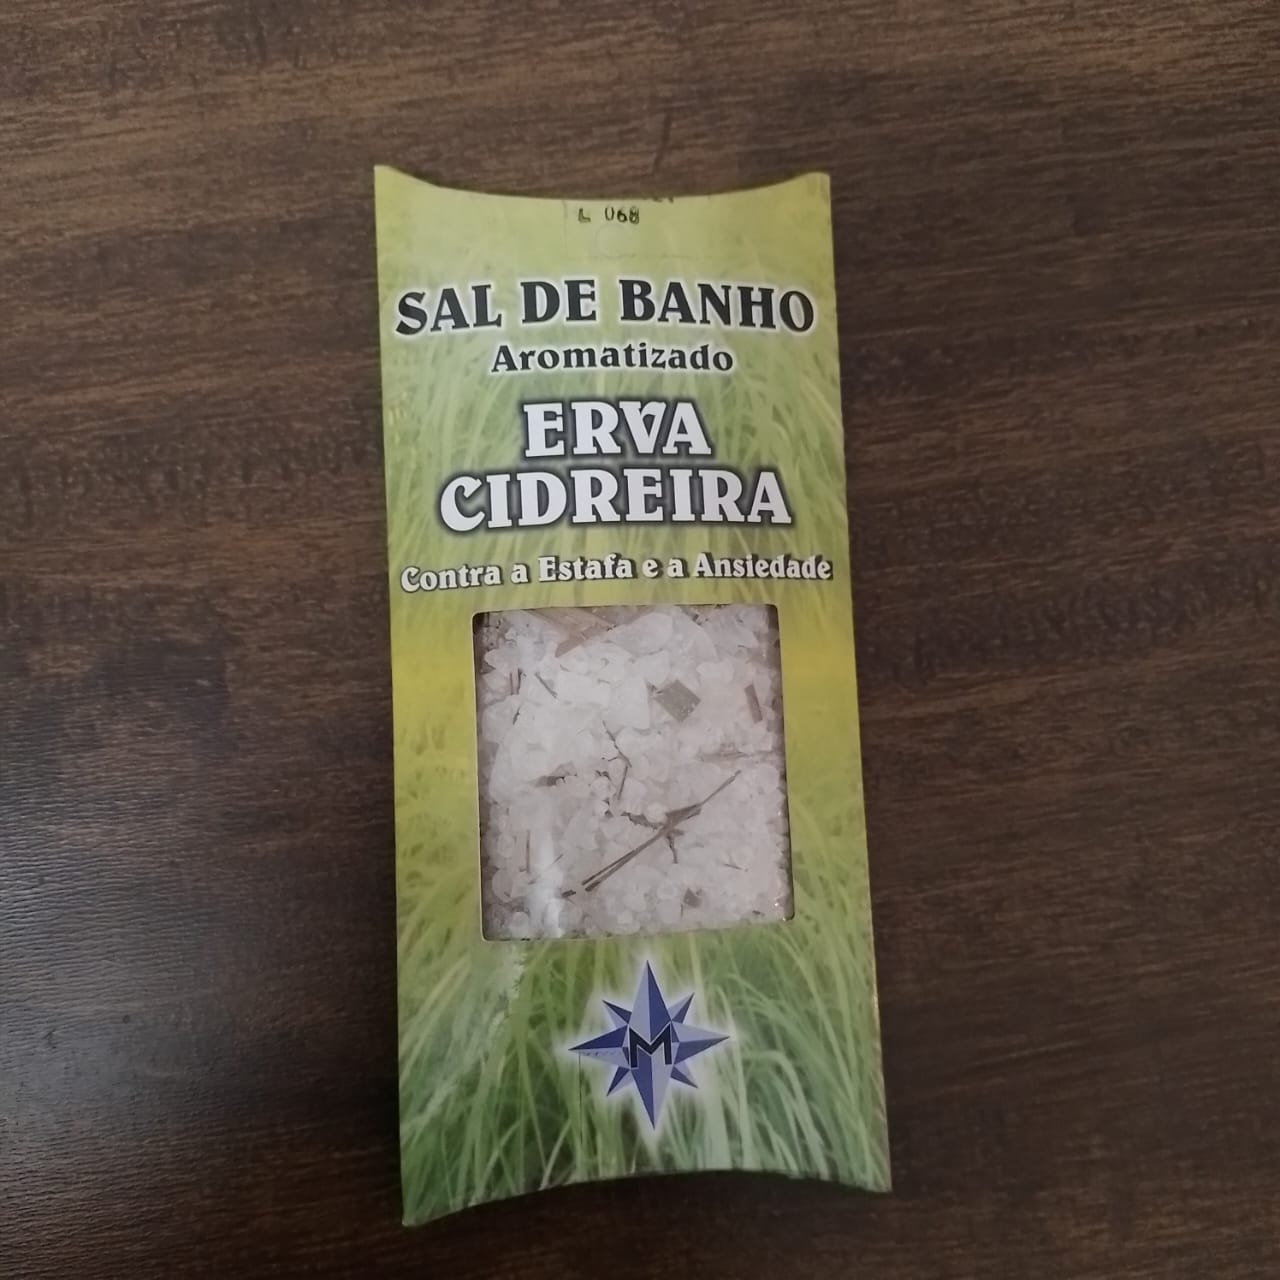 L 068
SAL DE BANHO
Aromatizado
ERVA
CIDREIRA
Contra a Estafa e a Ansiedade
M